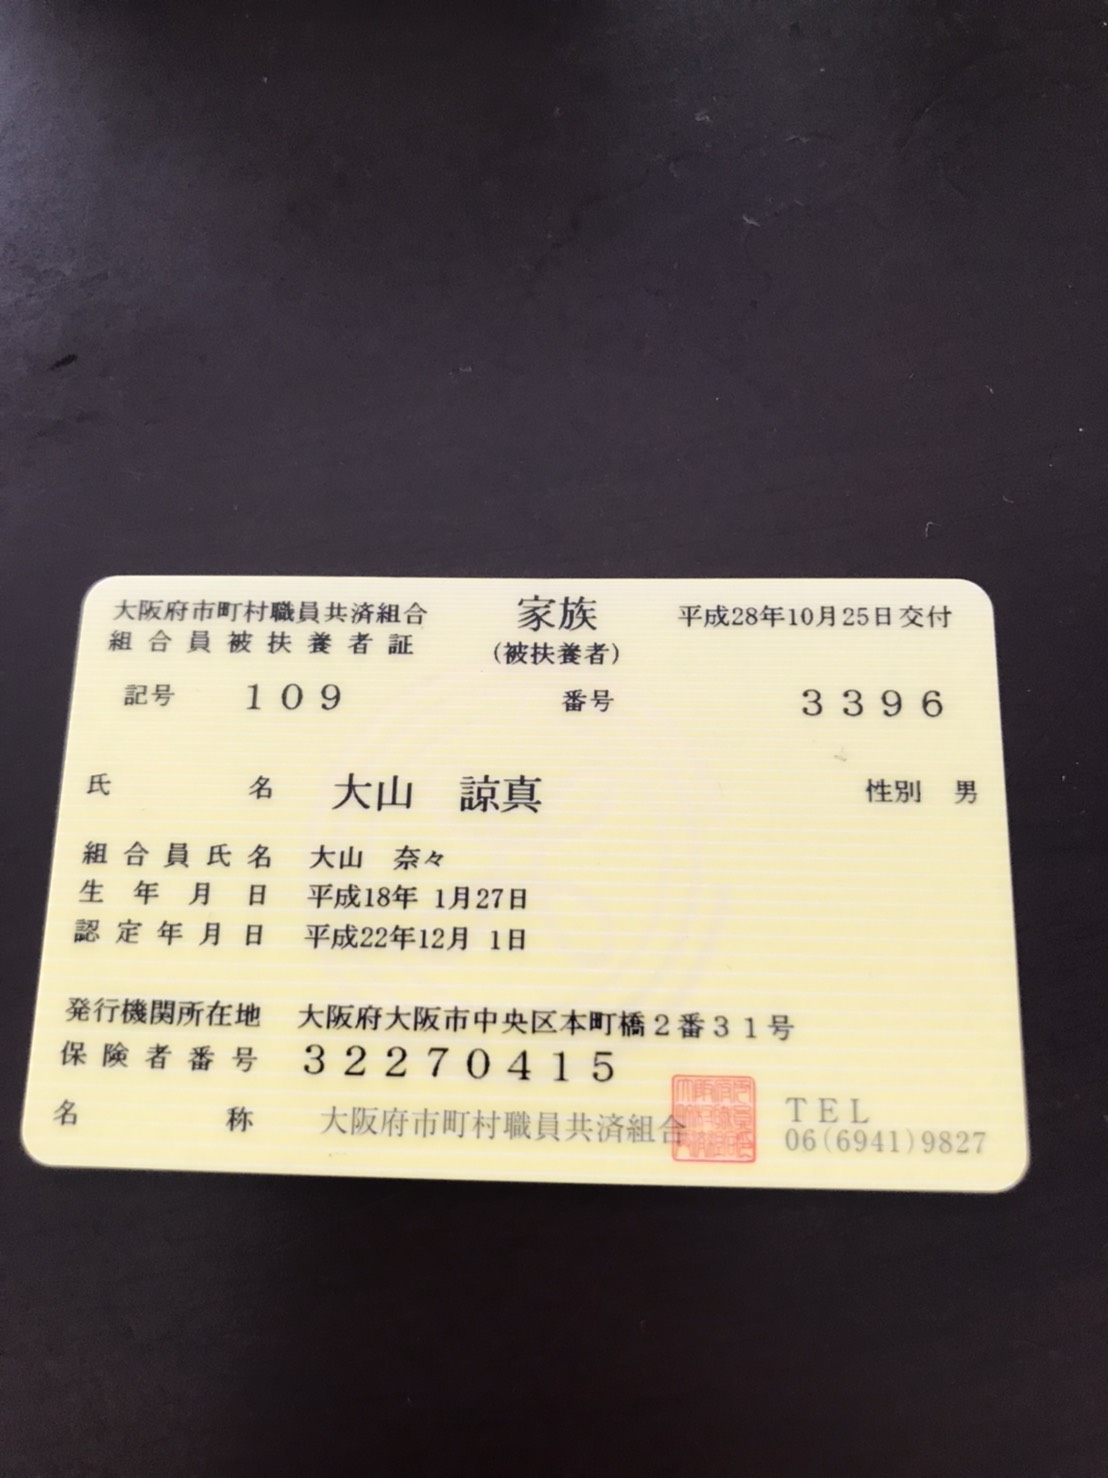 大阪府市町村職員共済組合 家族 平成28年10月25日交付
組合員被扶養者証 (被扶養者)
記号 109 番号 3396
氏名 大山 諒真 性別 男
組合員氏名 大山 奈々
生年月日 平成18年 1月27日
認定年月日 平成22年12月 1日
発行機関所在地 大阪府大阪市中央区本町橋2番31号
保険者番号 32270415
名称 大阪府市町村職員共済組合 TEL
06(6941)9827